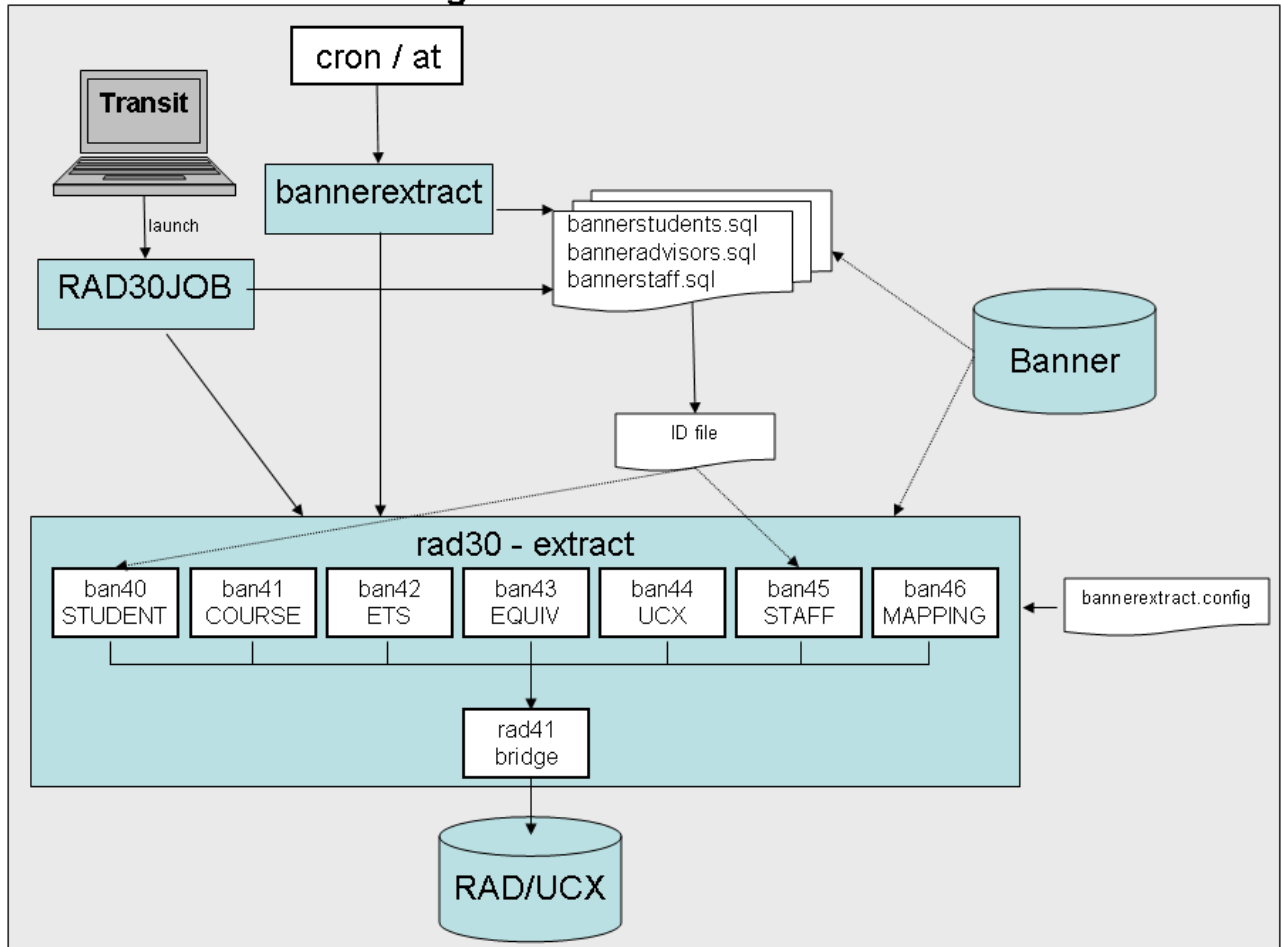 cron / at
Transit
bannerextract
launch
bannerstudents.sql
banneradvisors.sql
bannerstaff.sql
RAD30JOB
Banner
ID file
rad30 - extract
ban40
STUDENT
ban41
COURSE
ban42
ETS
ban43
EQUIV
ban44
UCX
ban45
STAFF
ban46
MAPPING
bannerextract.config
rad41
bridge
RAD/UCX